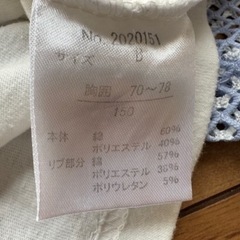 No. 2020151
サイズ B
胸囲 70～78
150
本体 綿 60%
ポリエステル 40%
リブ部分 綿 57%
ポリエステル 38%
ポリウレタン 5%